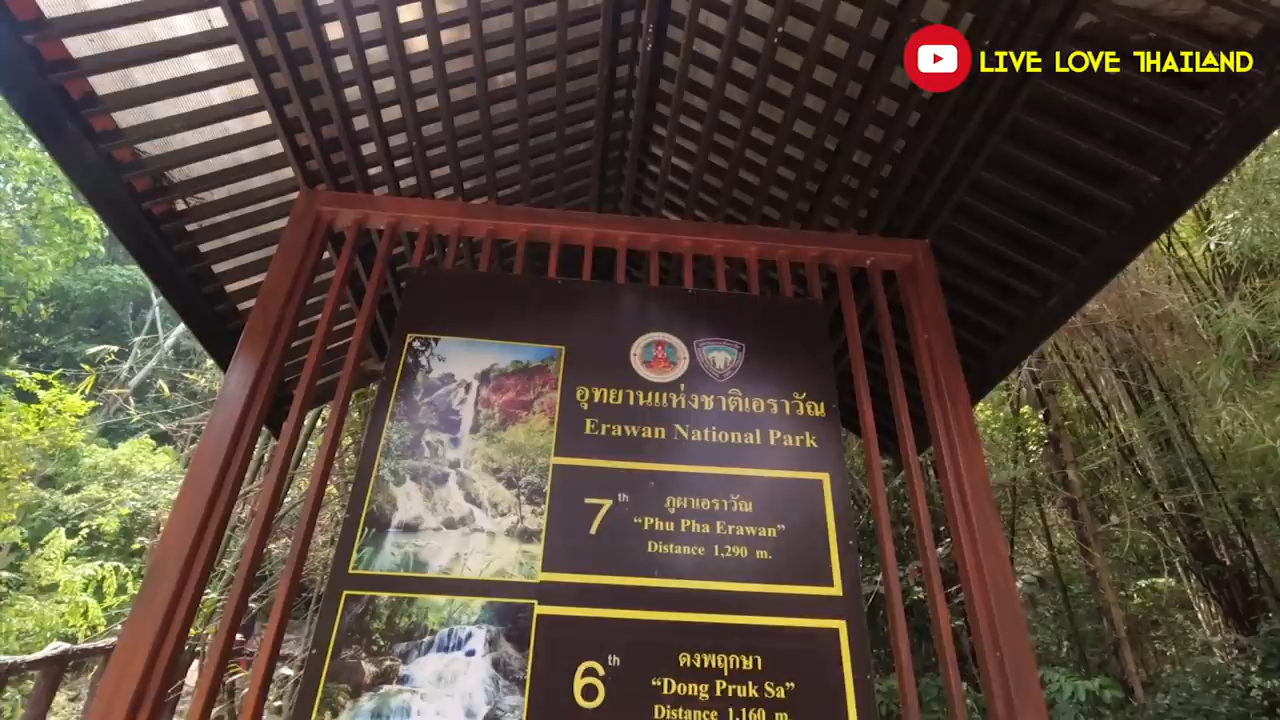 LIVE LOVE THAILAND
อุทยานแห่งชาติเอราวัณ
Erawan National Park
7th
ภูผาเอราวัณ
“Phu Pha Erawan”
Distance 1,290 m.
6th
ดงพฤกษา
“Dong Pruk Sa”
Distance 1,160 m.